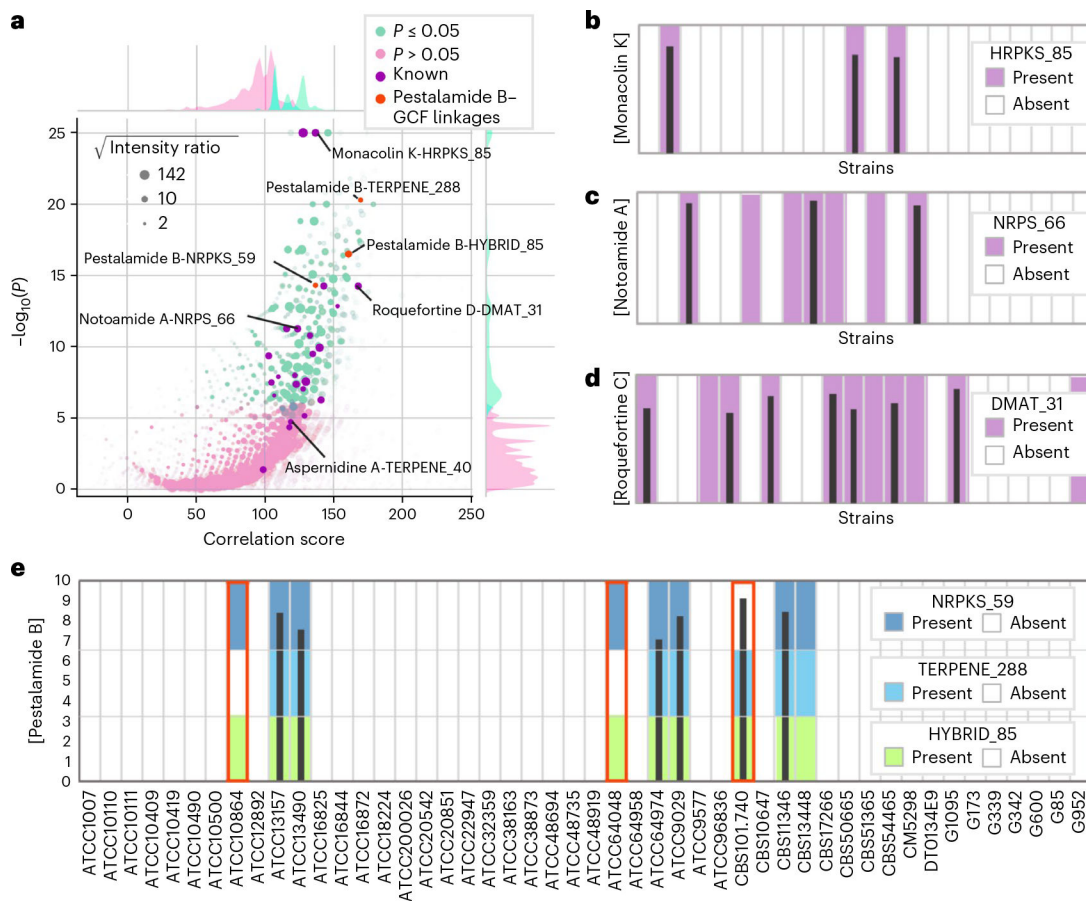 a
P ≤ 0.05
P > 0.05
Known
Pestalamide B–
GCF linkages
25
20
15
10
5
0
–log10(P)
√Intensity ratio
142
10
2
Monacolin K-HRPKS_85
Pestalamide B-TERPENE_288
Pestalamide B-HYBRID_85
Pestalamide B-NRPKS_59
Roquefortine D-DMAT_31
Notoamide A-NRPS_66
Aspernidine A-TERPENE_40
0
50
100
150
200
250
Correlation score
b
[Monacolin K]
HRPKS_85
Present
Absent
Strains
c
[Notoamide A]
NRPS_66
Present
Absent
Strains
d
[Roquefortine C]
DMAT_31
Present
Absent
Strains
e
[Pestalamide B]
10
9
8
7
6
5
4
3
2
1
0
NRPKS_59
Present Absent
TERPENE_288
Present Absent
HYBRID_85
Present Absent
ATCC1007
ATCC10110
ATCC10111
ATCC10409
ATCC10419
ATCC10490
ATCC10500
ATCC10864
ATCC12892
ATCC13157
ATCC13490
ATCC16825
ATCC16844
ATCC16872
ATCC18224
ATCC200026
ATCC20542
ATCC20851
ATCC22947
ATCC32359
ATCC38163
ATCC38873
ATCC48694
ATCC48735
ATCC48919
ATCC64048
ATCC64958
ATCC64974
ATCC9029
ATCC9577
ATCC96836
CBS101.740
CBS10647
CBS111346
CBS13448
CBS17266
CBS50665
CBS51365
CBS54465
CM5298
DTO134E9
G1095
G173
G339
G342
G600
G85
G952